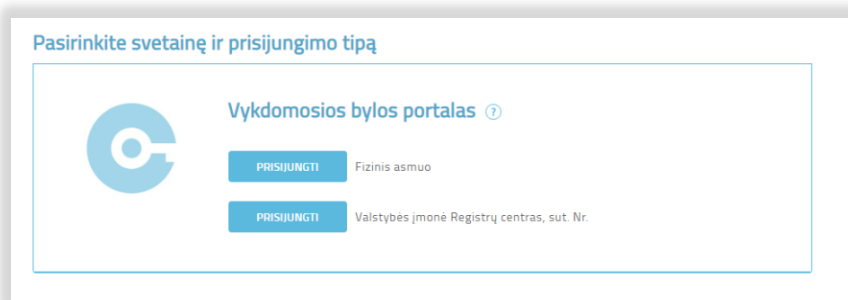 Pasirinkite svetainę ir prisijungimo tipą
Vykdomosios bylos portalas ?
PRISIJUNGTI Fizinis asmuo
PRISIJUNGTI Valstybės įmonė Registrų centras, sut. Nr.